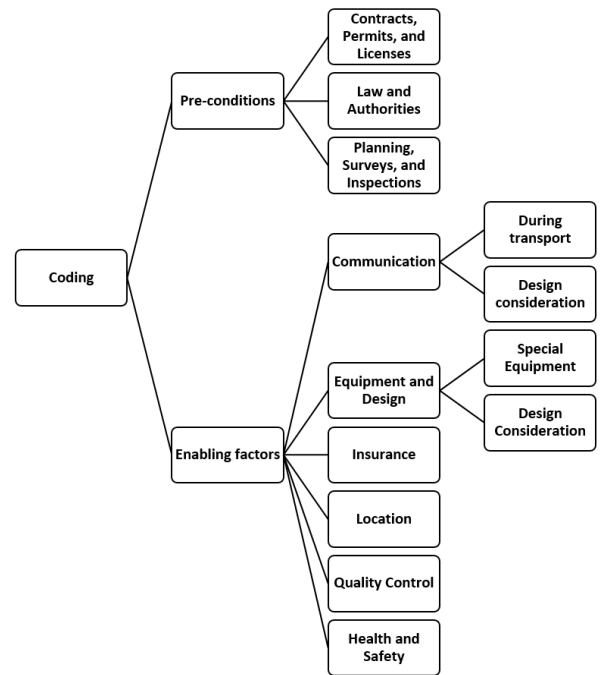 Contracts,
Permits, and
Licenses
Pre-conditions
Law and
Authorities
Planning,
Surveys, and
Inspections
Coding
Communication
During
transport
Design
consideration
Enabling factors
Equipment and
Design
Special
Equipment
Design
Consideration
Insurance
Location
Quality Control
Health and
Safety